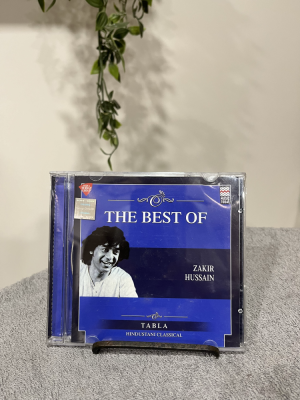 THE BEST OF
ZAKIR
HUSSAIN
TABLA
HINDUSTANI CLASSICAL